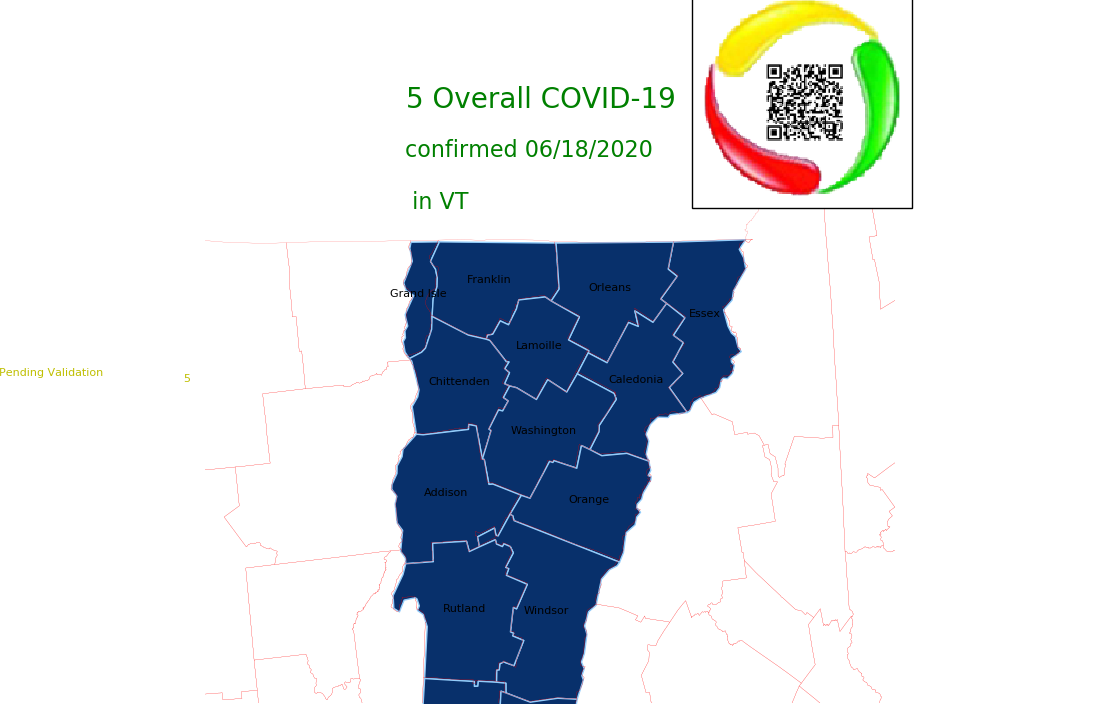 5 Overall COVID-19
confirmed 06/18/2020
in VT
Franklin
Grand Isle
Orleans
Essex
Lamoille
Pending Validation
5
Chittenden
Caledonia
Washington
Addison
Orange
Rutland
Windsor